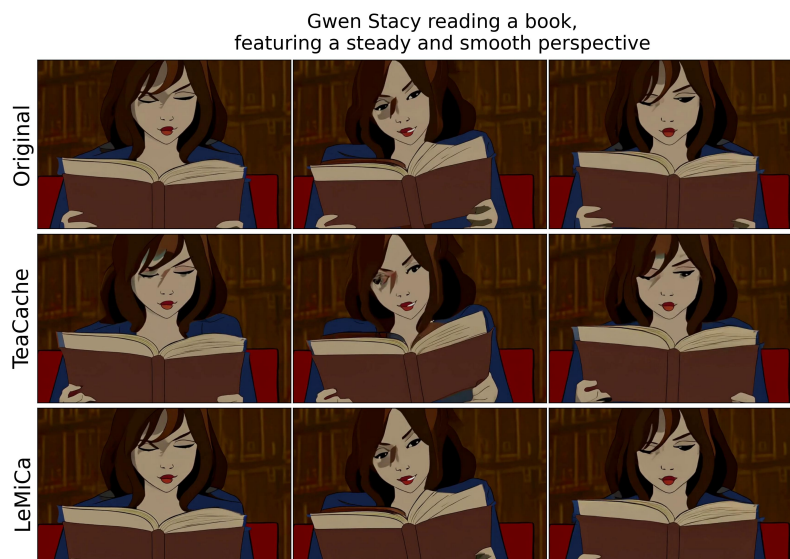 Gwen Stacy reading a book,
featuring a steady and smooth perspective
Original
TeaCache
LeMiCa